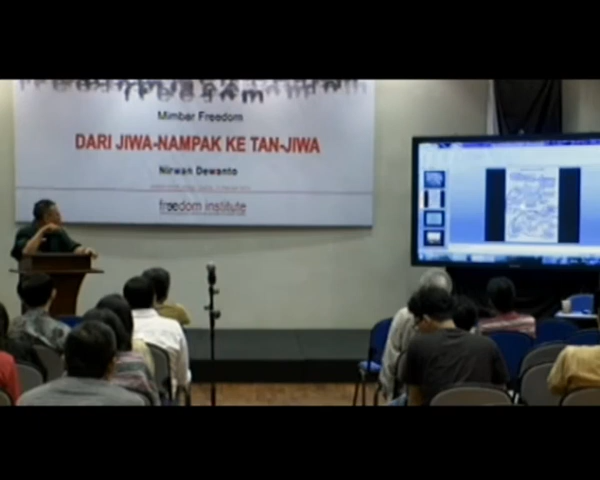 Mimbar Freedom
DARI JIWA-NAMPAK KE TAN-JIWA
Nirwan Dewanto
freedom institute